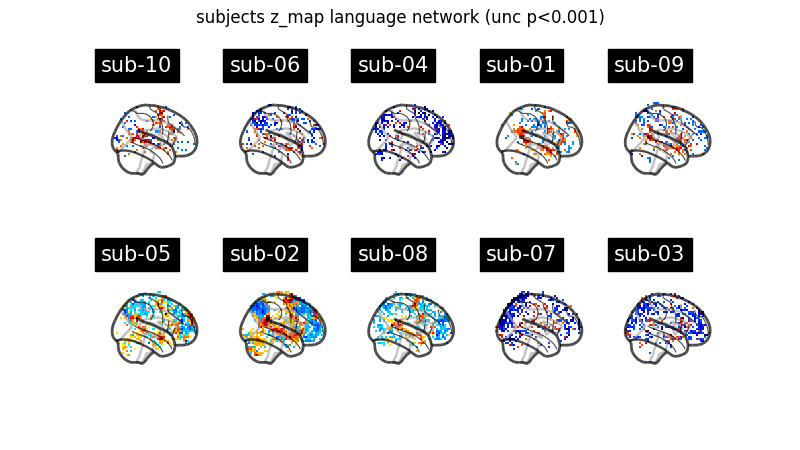 subjects z_map language network (unc p<0.001)
sub-10 sub-06 sub-04 sub-01 sub-09
sub-05 sub-02 sub-08 sub-07 sub-03